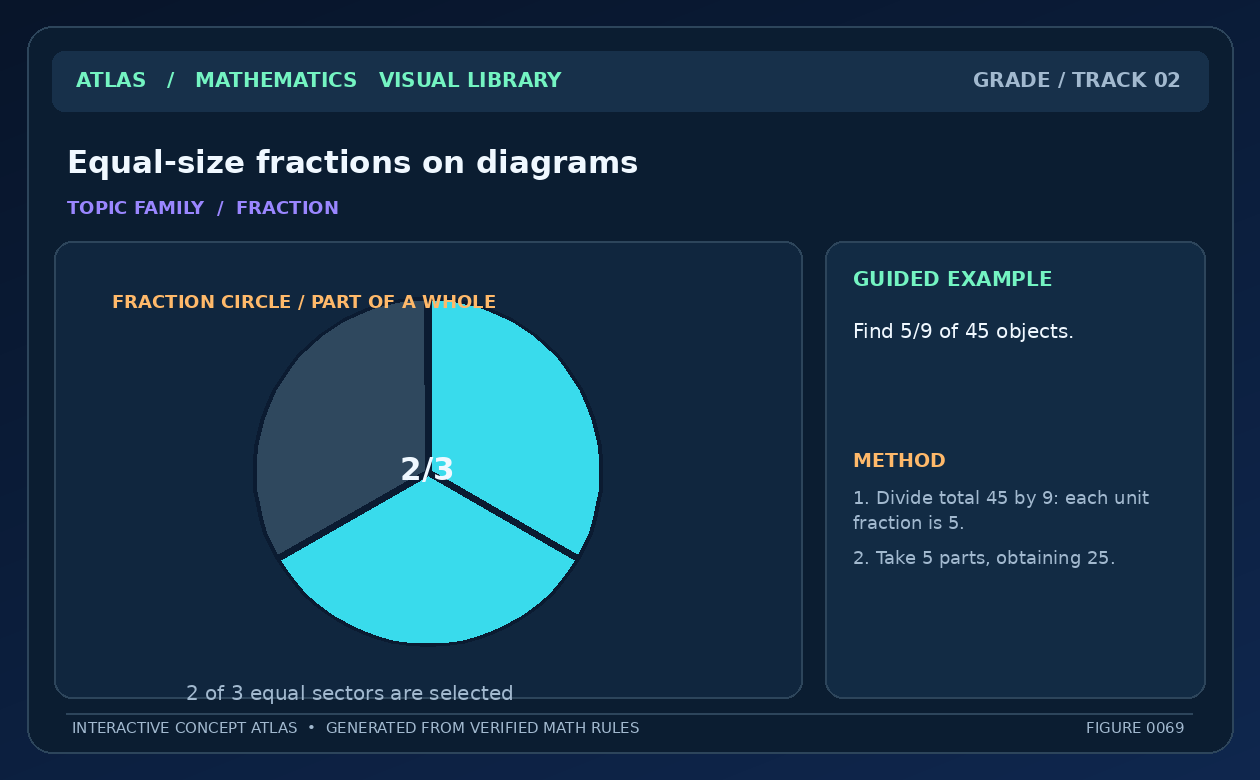 ATLAS / MATHEMATICS VISUAL LIBRARY
GRADE / TRACK 02
Equal-size fractions on diagrams
TOPIC FAMILY / FRACTION
FRACTION CIRCLE / PART OF A WHOLE
2/3
2 of 3 equal sectors are selected
GUIDED EXAMPLE
Find 5/9 of 45 objects.
METHOD
1. Divide total 45 by 9: each unit
fraction is 5.
2. Take 5 parts, obtaining 25.
INTERACTIVE CONCEPT ATLAS • GENERATED FROM VERIFIED MATH RULES
FIGURE 0069